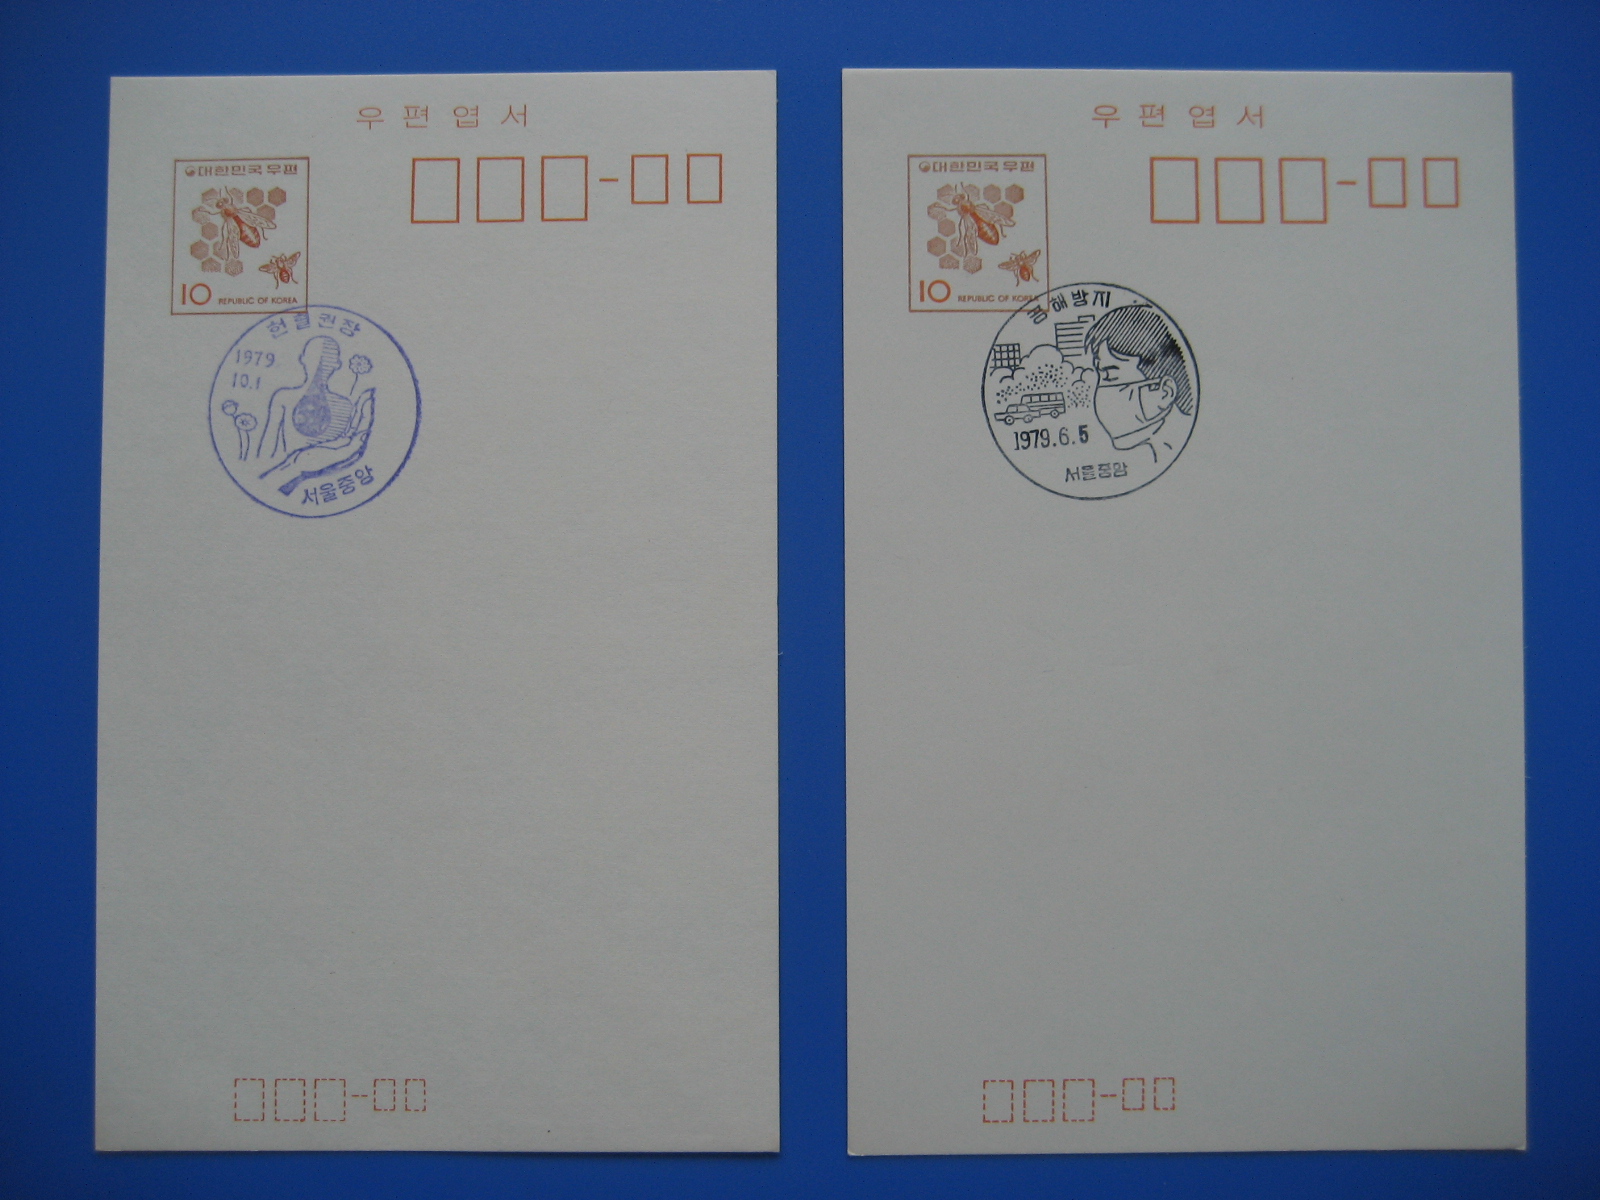 우편엽서
대한민국우편
10 REPUBLIC OF KOREA
헌혈권장
1979
10.1
서울중앙
우편엽서
대한민국우편
10 REPUBLIC OF KOREA
공해방지
1979.6.5
서울중앙